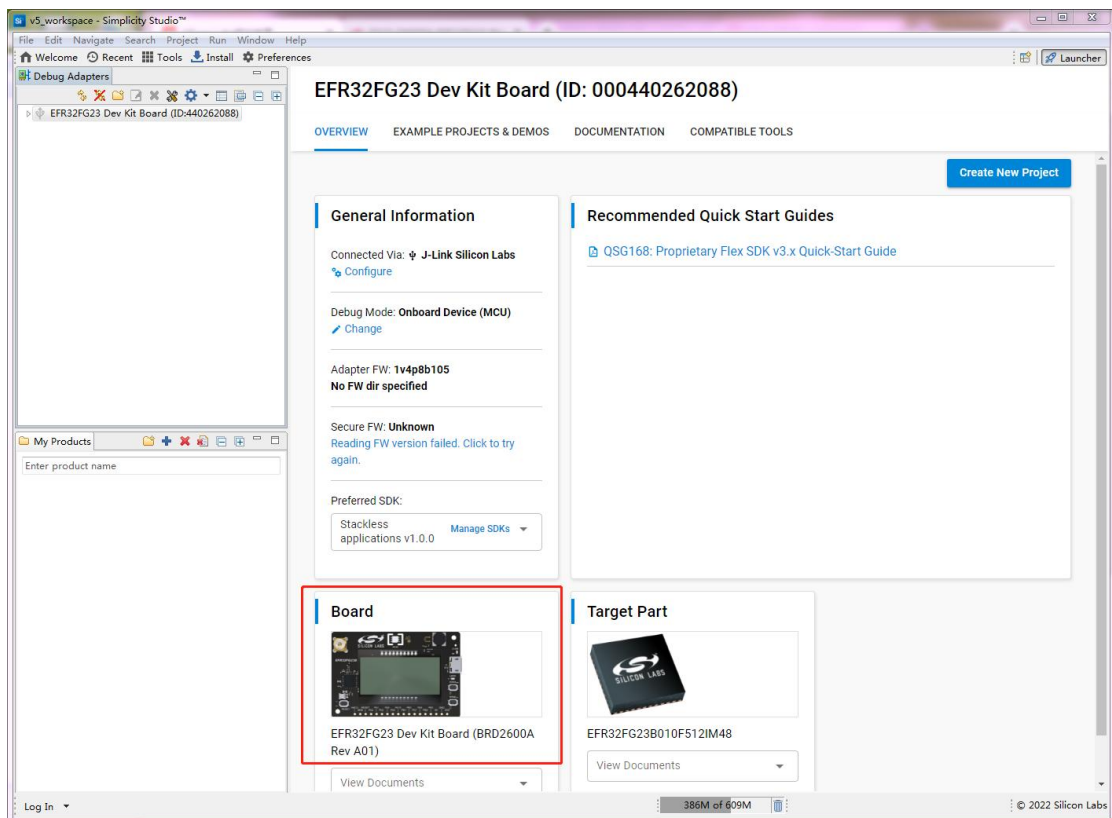 v5_workspace - Simplicity Studio™
File Edit Navigate Search Project Run Window Help
Welcome Recent Tools Install Preferences
Launcher
Debug Adapters
EFR32FG23 Dev Kit Board (ID:440262088)
EFR32FG23 Dev Kit Board (ID: 000440262088)
OVERVIEW EXAMPLE PROJECTS & DEMOS DOCUMENTATION COMPATIBLE TOOLS
Create New Project
General Information
Connected Via: J-Link Silicon Labs
Configure
Debug Mode: Onboard Device (MCU)
Change
Adapter FW: 1v4p8b105
No FW dir specified
Secure FW: Unknown
Reading FW version failed. Click to try
again.
Preferred SDK:
Stackless
applications v1.0.0
Manage SDKs
Recommended Quick Start Guides
QSG168: Proprietary Flex SDK v3.x Quick-Start Guide
My Products
Enter product name
Board
SILICON LABS
EFR32FG23 Dev Kit Board (BRD2600A
Rev A01)
View Documents
Target Part
SILICON LABS
EFR32FG23B010F512IM48
View Documents
Log In
386M of 609M
© 2022 Silicon Labs